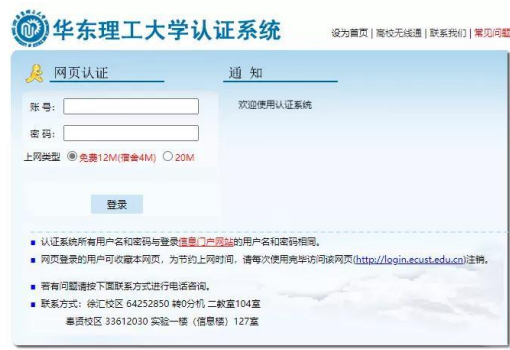 华东理工大学认证系统
设为首页 | 高校无线通 | 联系我们 | 常见问题
网页认证
通 知
账 号:
欢迎使用认证系统
密 码:
上网类型 免费12M(宿舍4M) 20M
登录
认证系统所有用户名和密码与登录信息门户网站的用户名和密码相同。
网页登录的用户可收藏本网页，为节约上网时间，请每次使用完毕访问该网页(http://login.ecust.edu.cn)注销。
若有问题请按下面联系方式进行电话咨询。
联系方式：徐汇校区 64252850 转0分机 二教室104室
奉贤校区 33612030 实验一楼（信息楼）127室